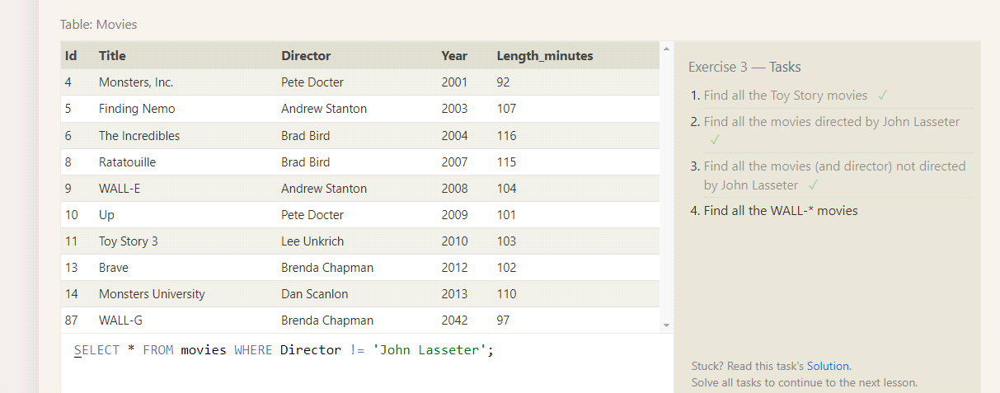 Table: Movies
Id Title Director Year Length_minutes
4 Monsters, Inc. Pete Docter 2001 92
5 Finding Nemo Andrew Stanton 2003 107
6 The Incredibles Brad Bird 2004 116
8 Ratatouille Brad Bird 2007 115
9 WALL-E Andrew Stanton 2008 104
10 Up Pete Docter 2009 101
11 Toy Story 3 Lee Unkrich 2010 103
13 Brave Brenda Chapman 2012 102
14 Monsters University Dan Scanlon 2013 110
87 WALL-G Brenda Chapman 2042 97
SELECT * FROM movies WHERE Director != 'John Lasseter';
Exercise 3 — Tasks
1. Find all the Toy Story movies ✓
2. Find all the movies directed by John Lasseter
✓
3. Find all the movies (and director) not directed
by John Lasseter ✓
4. Find all the WALL-* movies
Stuck? Read this task's Solution.
Solve all tasks to continue to the next lesson.